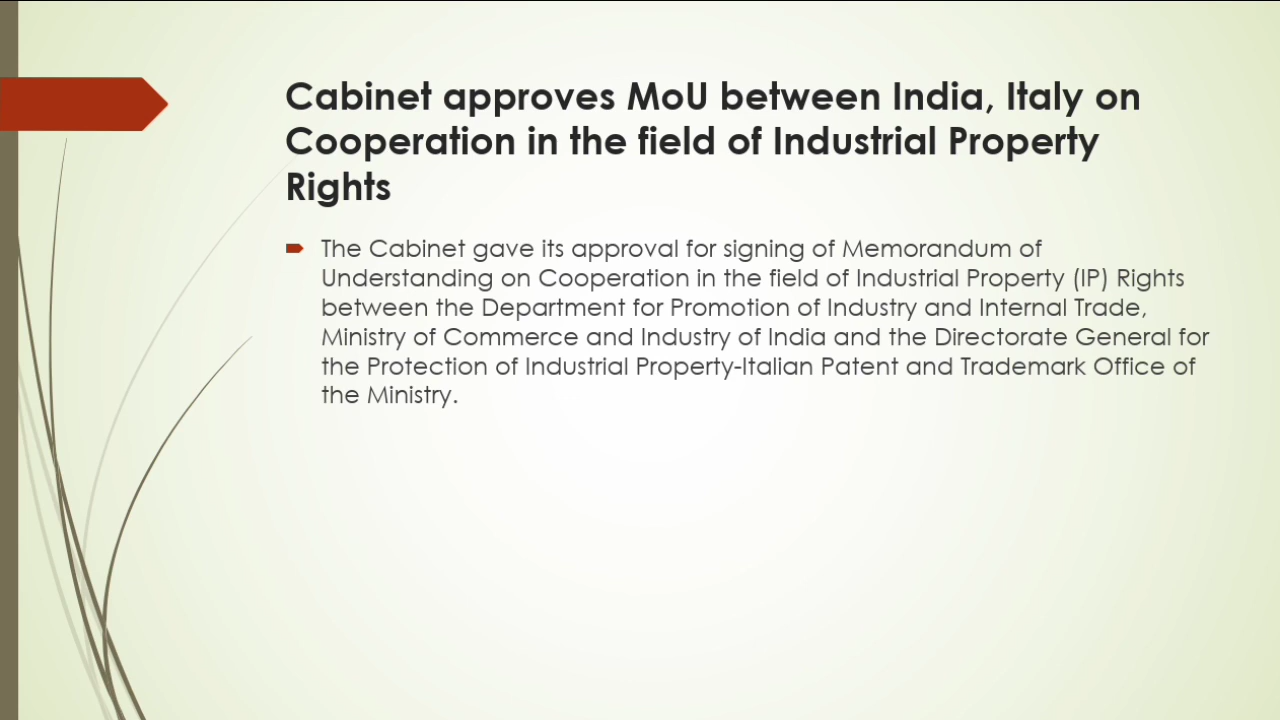 Cabinet approves MoU between India, Italy on
Cooperation in the field of Industrial Property
Rights
The Cabinet gave its approval for signing of Memorandum of
Understanding on Cooperation in the field of Industrial Property (IP) Rights
between the Department for Promotion of Industry and Internal Trade,
Ministry of Commerce and Industry of India and the Directorate General for
the Protection of Industrial Property-Italian Patent and Trademark Office of
the Ministry.